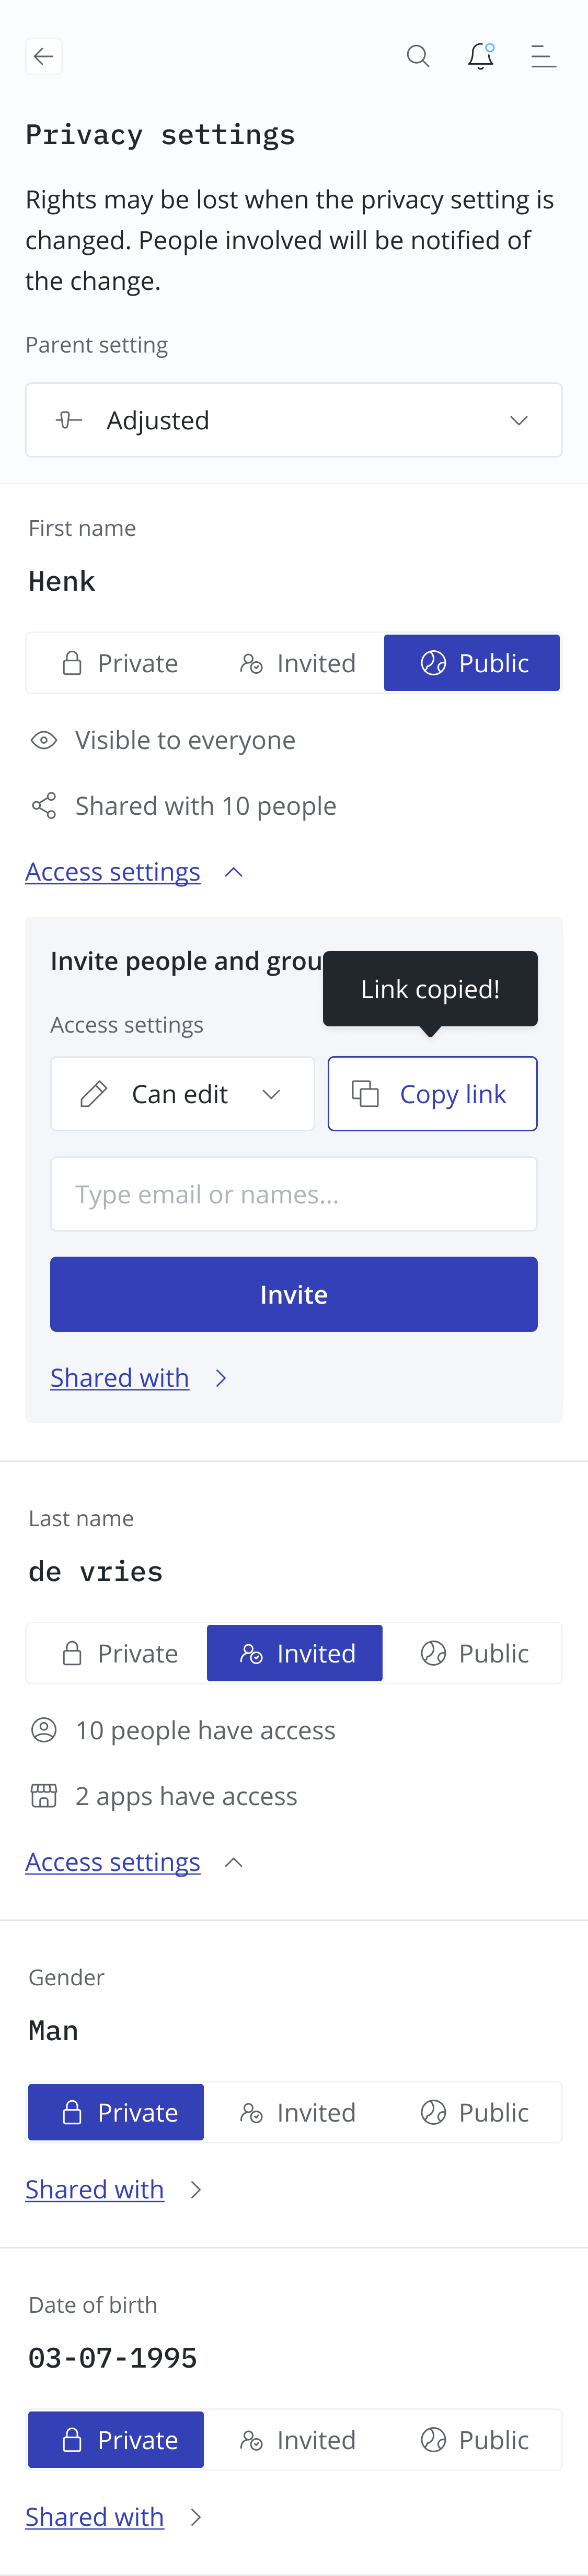 Privacy settings
Rights may be lost when the privacy setting is
changed. People involved will be notified of
the change.
Parent setting
Adjusted
First name
Henk
Private Invited Public
Visible to everyone
Shared with 10 people
Access settings
Invite people and grou
Link copied!
Access settings
Can edit Copy link
Type email or names...
Invite
Shared with
Last name
de vries
Private Invited Public
10 people have access
2 apps have access
Access settings
Gender
Man
Private Invited Public
Shared with
Date of birth
03-07-1995
Private Invited Public
Shared with